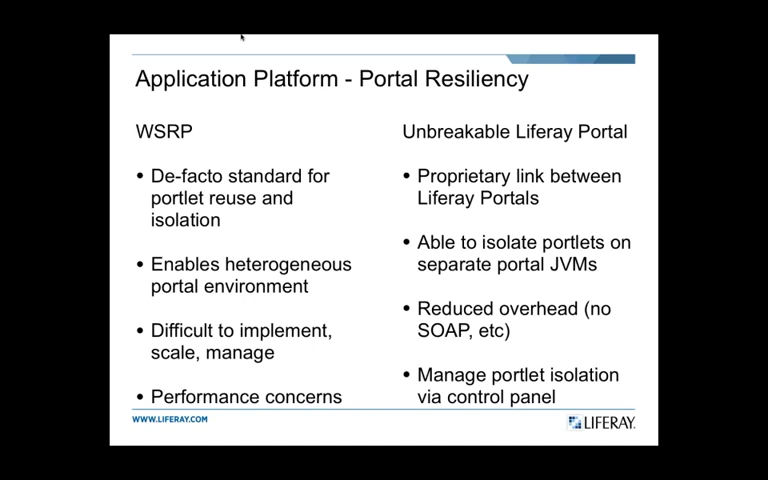 Application Platform - Portal Resiliency
WSRP
• De-facto standard for
portlet reuse and
isolation
• Enables heterogeneous
portal environment
• Difficult to implement,
scale, manage
• Performance concerns
Unbreakable Liferay Portal
• Proprietary link between
Liferay Portals
• Able to isolate portlets on
separate portal JVMs
• Reduced overhead (no
SOAP, etc)
• Manage portlet isolation
via control panel
WWW.LIFERAY.COM
LIFERAY.